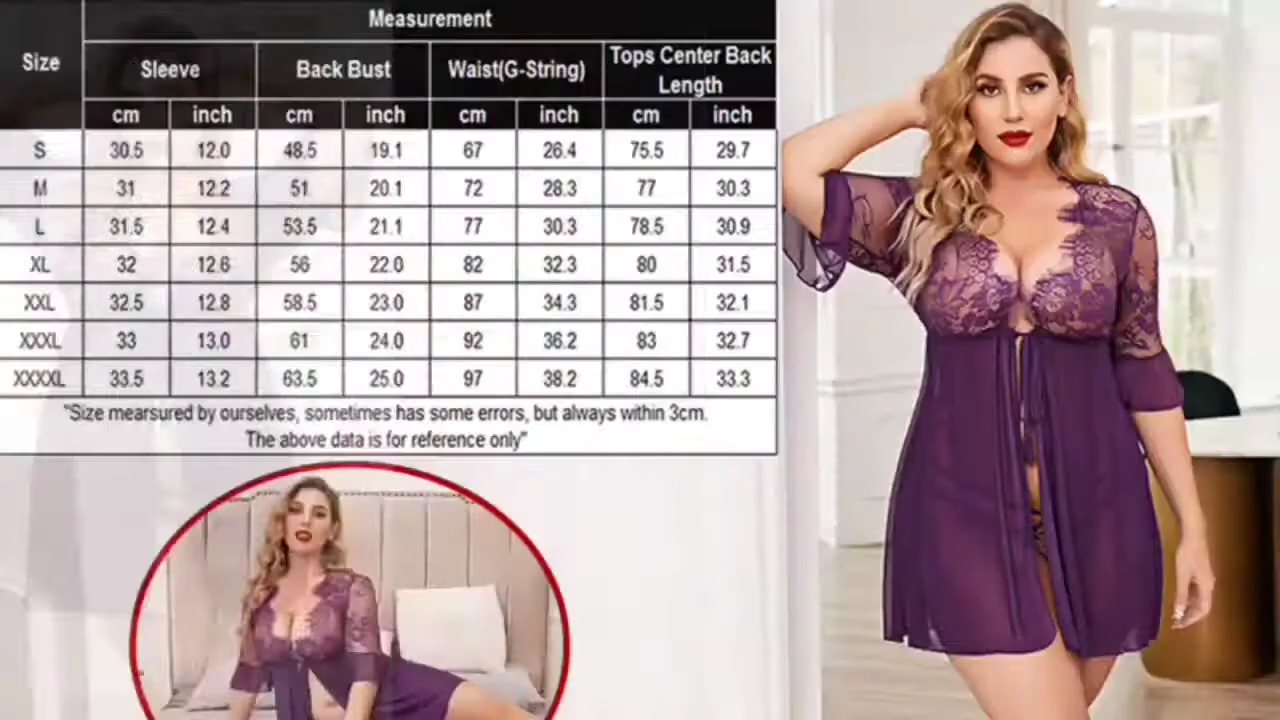 Measurement
Size Sleeve Back Bust Waist(G-String) Tops Center Back Length
cm inch cm inch cm inch cm inch
S 30.5 12.0 48.5 19.1 67 26.4 75.5 29.7
M 31 12.2 51 20.1 72 28.3 77 30.3
L 31.5 12.4 53.5 21.1 77 30.3 78.5 30.9
XL 32 12.6 56 22.0 82 32.3 80 31.5
XXL 32.5 12.8 58.5 23.0 87 34.3 81.5 32.1
XXXL 33 13.0 61 24.0 92 36.2 83 32.7
XXXXL 33.5 13.2 63.5 25.0 97 38.2 84.5 33.3
"Size mearsured by ourselves, sometimes has some errors, but always within 3cm.
The above data is for reference only"